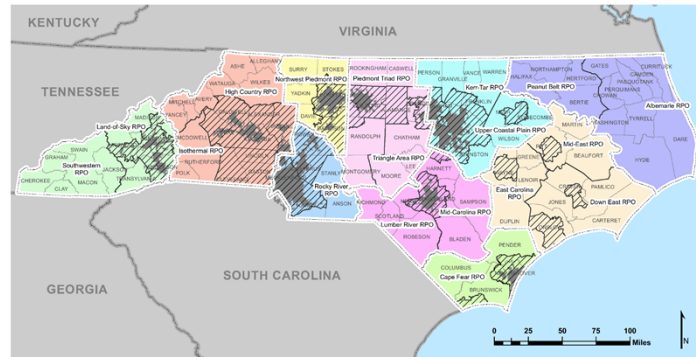 KENTUCKY
VIRGINIA
TENNESSEE
ASHE
ALLEGHANY
WATAUGA
WILKES
High Country RPO
MITCHELL
AVERY
SURRY
STOKES
Northwest Piedmont RPO
YADKIN
ROCKINGHAM
CASWELL
Piedmont Triad RPO
PERSON
GRANVILLE
VANCE
WARREN
Kerr-Tar RPO
HALIFAX
NORTHAMPTON
HERTFORD
GATES
Peanut Belt RPO
BERTIE
CURRITUCK
CAMDEN
PASQUOTANK
PERQUIMANS
CHOWAN
Albemarle RPO
WASHINGTON
TYRRELL
DARE
HYDE
Land-of-Sky RPO
SWAIN
GRAHAM
Southwestern RPO
JACKSON
CHEROKEE
MACON
CLAY
TRANSYLVANIA
MCDOWELL
Isothermal RPO
RUTHERFORD
POLK
RANDOLPH
CHATHAM
Triangle Area RPO
LEE
MOORE
MONTGOMERY
HARNETT
FRANKLIN
Upper Coastal Plain RPO
WILSON
MARTIN
Mid-East RPO
BEAUFORT
GREENE
LENOIR
East Carolina RPO
PAMLICO
JONES
Down East RPO
CARTERET
DUPLIN
STANLY
Rocky River RPO
ANSON
RICHMOND
SCOTLAND
Mid-Carolina RPO
SAMPSON
Lumber River RPO
ROBESON
BLADEN
PENDER
COLUMBUS
Cape Fear RPO
BRUNSWICK
SOUTH CAROLINA
GEORGIA
0 25 50 75 100
Miles
N